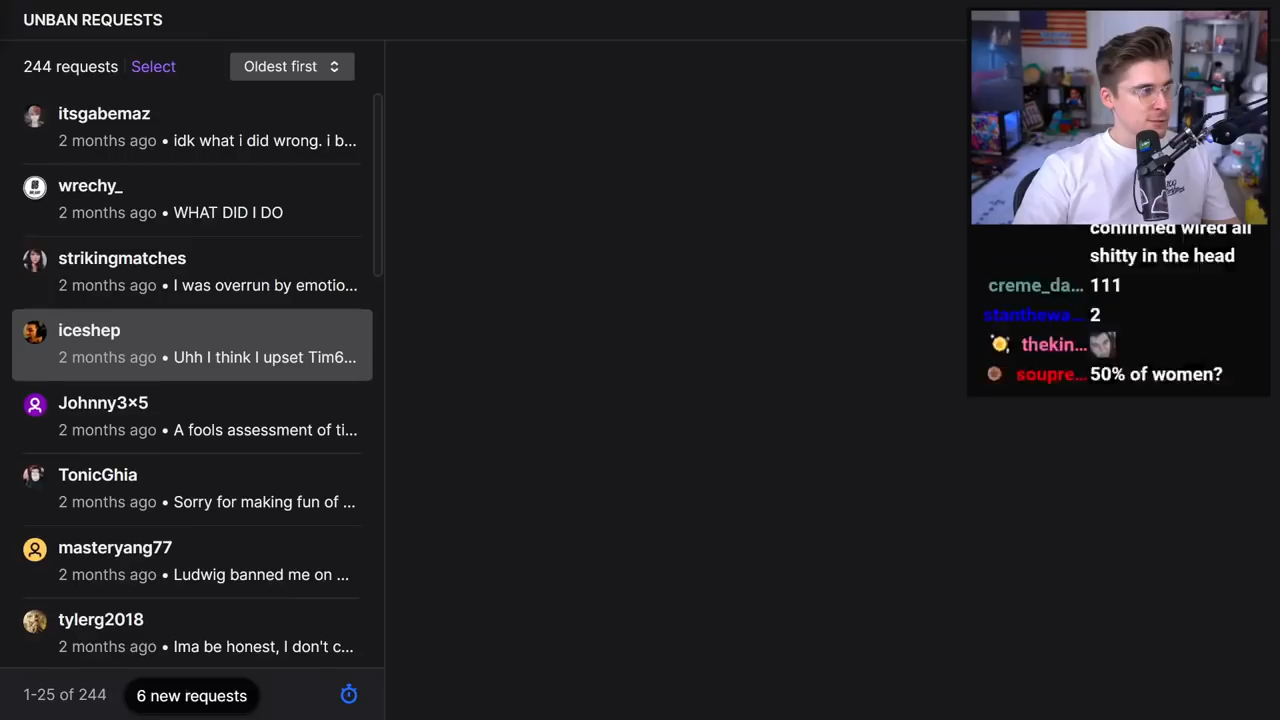 UNBAN REQUESTS
244 requests
Select
Oldest first
itsgabemaz
2 months ago • idk what i did wrong. i b...
wrechy_
2 months ago • WHAT DID I DO
strikingmatches
2 months ago • I was overrun by emotio...
iceshep
2 months ago • Uhh I think I upset Tim6...
Johnny3x5
2 months ago • A fools assessment of ti...
TonicGhia
2 months ago • Sorry for making fun of ...
masteryang77
2 months ago • Ludwig banned me on ...
tylerg2018
2 months ago • Ima be honest, I don't c...
1-25 of 244
6 new requests
confirmed wired all
shitty in the head
creme_da... 111
stanthewa... 2
thekin...
soupre... 50% of women?